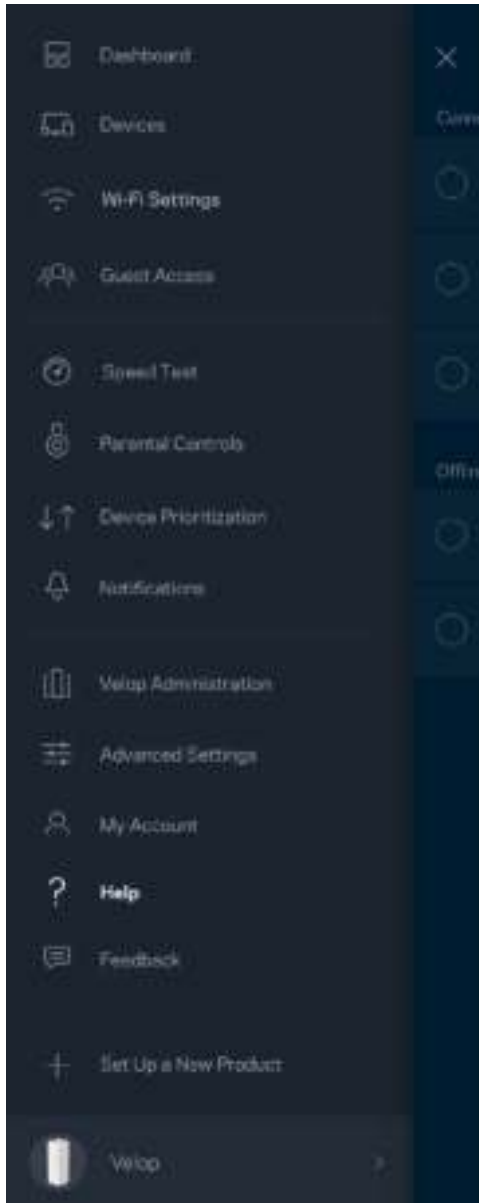 Dashboard
Devices
Wi-Fi Settings
Guest Access
Speed Test
Parental Controls
Device Prioritization
Notifications
Velop Administration
Advanced Settings
My Account
? Help
Feedback
Set Up a New Product
Velop